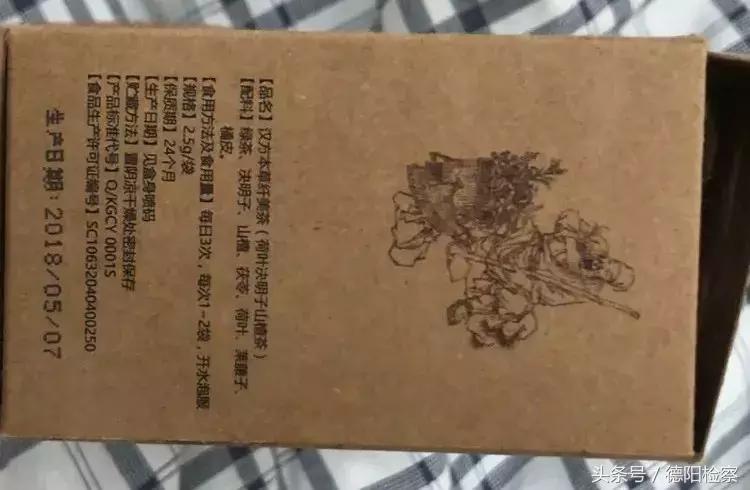 【品名】汉方本草纤美茶(荷叶决明子山楂茶)
【配料】绿茶、决明子、山楂、茯苓、荷叶、莱菔子、
橘皮。
【食用方法及食用量】每日3次,每次1-2袋,开水泡服
【规格】2.5g/袋
【保质期】24个月
【生产日期】见盒身喷码
【贮藏方法】置阴凉干燥处密封保存
【产品标准代号】Q/KGCY 0001S
【食品生产许可证编号】SC10632040400250
生产日期:2018/05/07
头条号 / 德阳检察